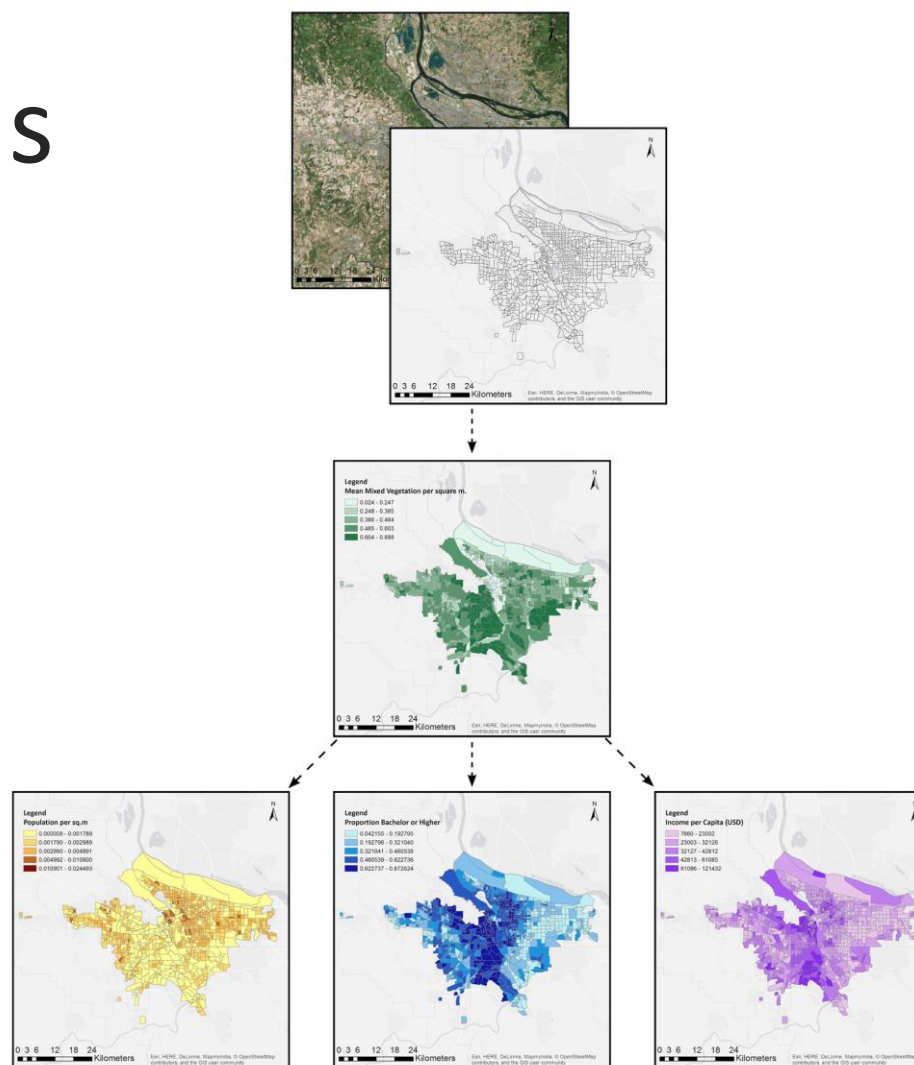 S
0 3 6 12 18 24
N
0 3 6 12 18 24
Kilometers
Esri, HERE, DeLorme, MapmyIndia, © OpenStreetMap
contributors, and the GIS user community
N
Legend
Mean Mixed Vegetation per square m.
0.024 - 0.247
0.248 - 0.385
0.386 - 0.484
0.485 - 0.603
0.604 - 0.888
0 3 6 12 18 24
Kilometers
Esri, HERE, DeLorme, MapmyIndia, © OpenStreetMap
contributors, and the GIS user community
N
Legend
Population per sq.m
0.000008 - 0.001789
0.001790 - 0.002989
0.002990 - 0.004991
0.004992 - 0.010900
0.010901 - 0.024493
0 3 6 12 18 24
Kilometers
Esri, HERE, DeLorme, MapmyIndia, © OpenStreetMap
contributors, and the GIS user community
N
Legend
Proportion Bachelor or Higher
0.042155 - 0.192795
0.192796 - 0.321040
0.321041 - 0.460538
0.460539 - 0.622736
0.622737 - 0.872624
0 3 6 12 18 24
Kilometers
Esri, HERE, DeLorme, MapmyIndia, © OpenStreetMap
contributors, and the GIS user community
N
Legend
Income per Capita (USD)
7860 - 23002
23003 - 32126
32127 - 42812
42813 - 61085
61086 - 121432
0 3 6 12 18 24
Kilometers
Esri, HERE, DeLorme, MapmyIndia, © OpenStreetMap
contributors, and the GIS user community